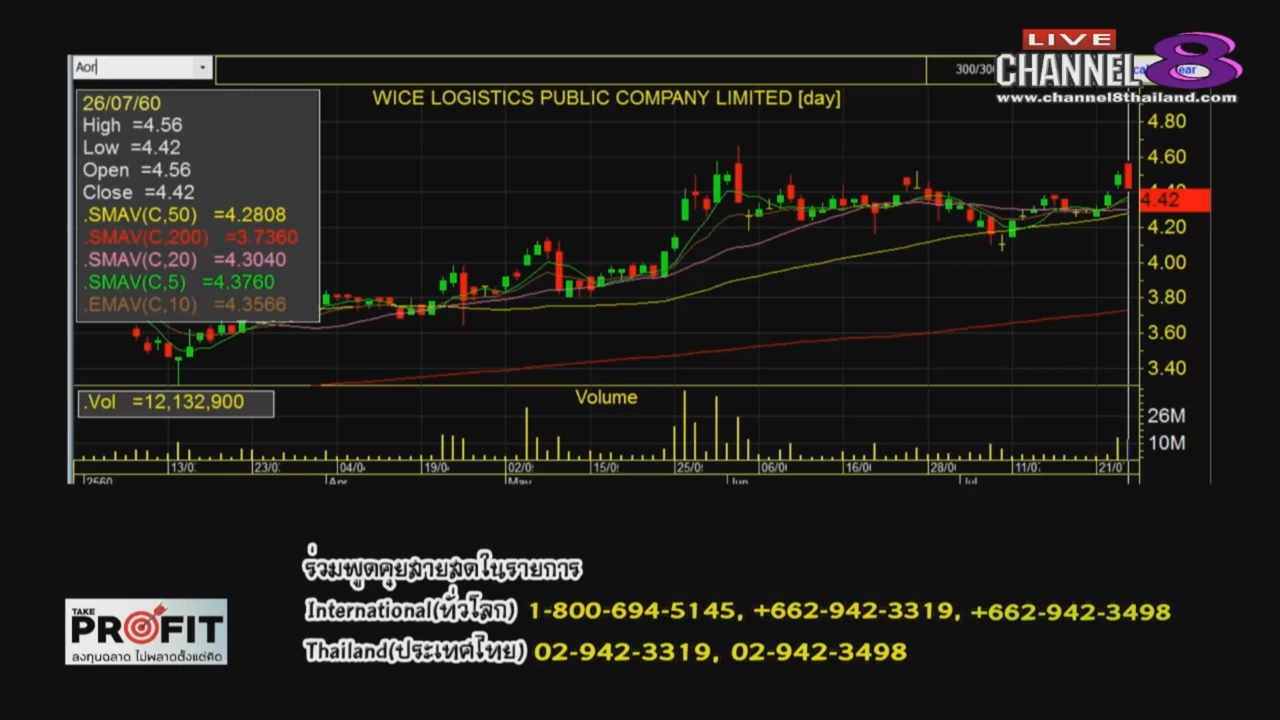 LIVE
CHANNEL 8
www.channel8thailand.com
Aor
300/300
WICE LOGISTICS PUBLIC COMPANY LIMITED [day]
26/07/60
High =4.56
Low =4.42
Open =4.56
Close =4.42
.SMAV(C,50) =4.2808
.SMAV(C,200) =3.7360
.SMAV(C,20) =4.3040
.SMAV(C,5) =4.3760
.EMAV(C,10) =4.3566
4.80
4.60
4.40
4.42
4.20
4.00
3.80
3.60
3.40
.Vol =12,132,900
Volume
26M
10M
13/0 23/0 04/0 19/0 02/0 15/0 25/0 06/0 16/0 28/0 11/0 21/0
2560 Apr May Jun Jul
ร่วมพูดคุยสายสดในรายการ
International(ทั่วโลก) 1-800-694-5145, +662-942-3319, +662-942-3498
Thailand(ประเทศไทย) 02-942-3319, 02-942-3498
TAKE
PROFIT
ลงทุนฉลาด ไม่พลาดตั้งแต่คิด